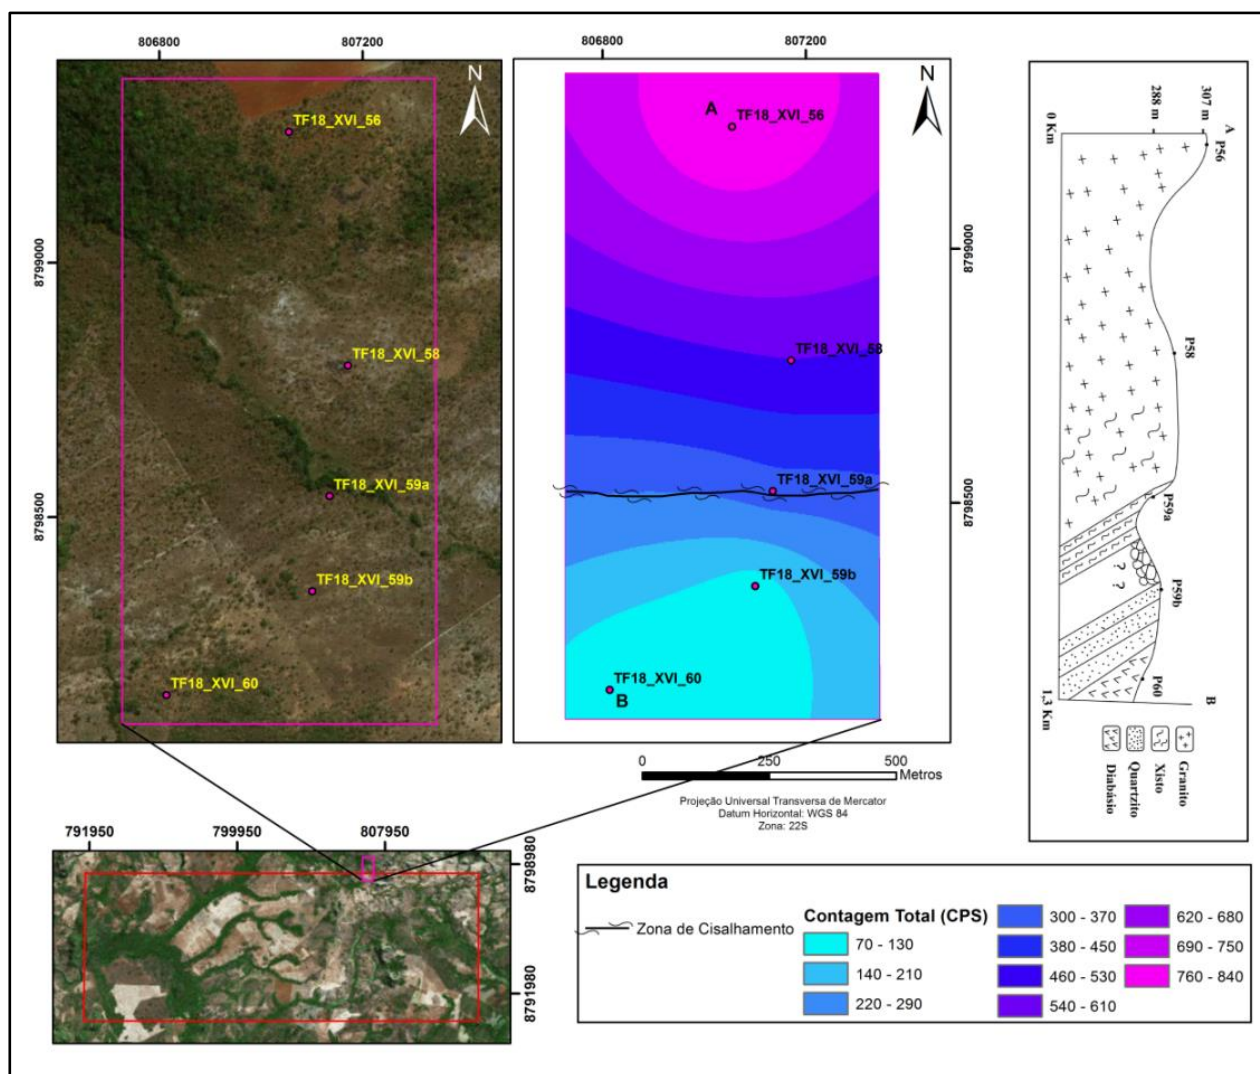 806800
807200
N
8799000
8798500
TF18_XVI_56
TF18_XVI_58
TF18_XVI_59a
TF18_XVI_59b
TF18_XVI_60
806800
807200
N
8799000
8798500
A
TF18_XVI_56
TF18_XVI_58
TF18_XVI_59a
TF18_XVI_59b
TF18_XVI_60
B
0
250
500
Metros
Projeção Universal Transversa de Mercator
Datum Horizontal: WGS 84
Zona: 22S
307 m
288 m
A
0 Km
P56
P58
P59a
P59b
P60
? ?
B
1,3 Km
Granito
Xisto
Quartzito
Diabásio
791950
799950
807950
8798980
8791980
Legenda
Zona de Cisalhamento
Contagem Total (CPS)
70 - 130
140 - 210
220 - 290
300 - 370
380 - 450
460 - 530
540 - 610
620 - 680
690 - 750
760 - 840